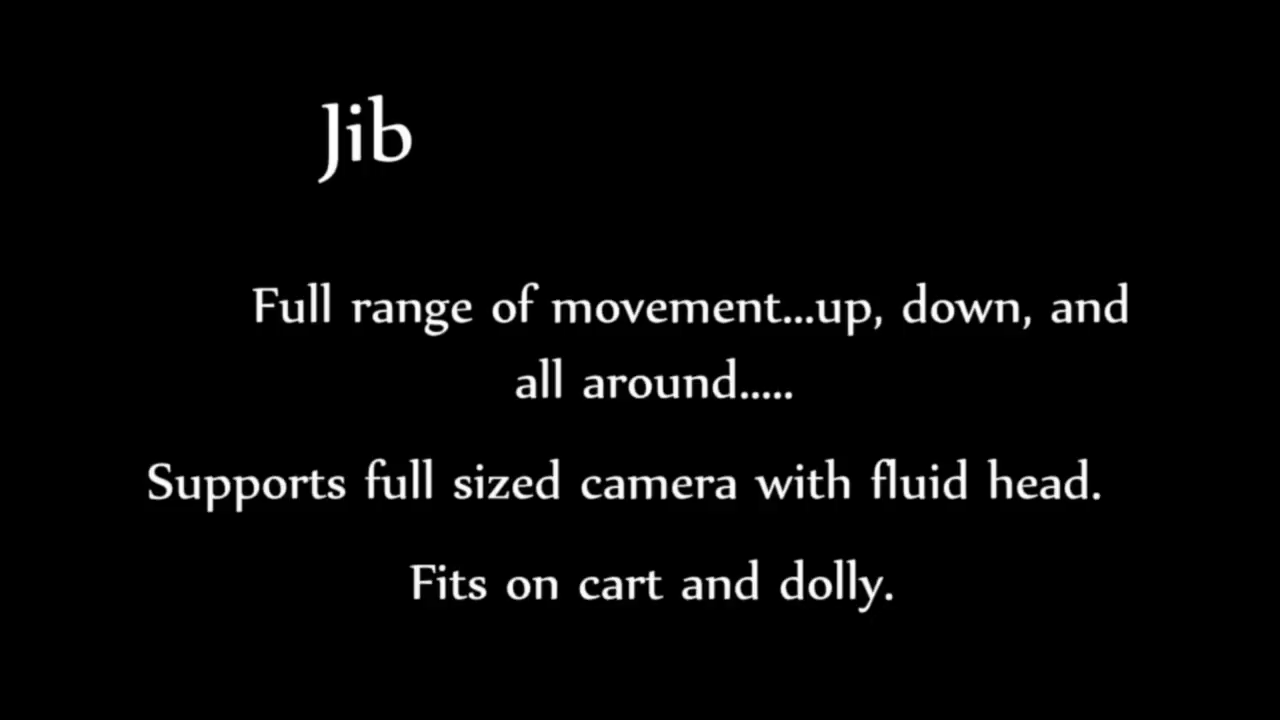 Jib
Full range of movement...up, down, and
all around.....
Supports full sized camera with fluid head.
Fits on cart and dolly.